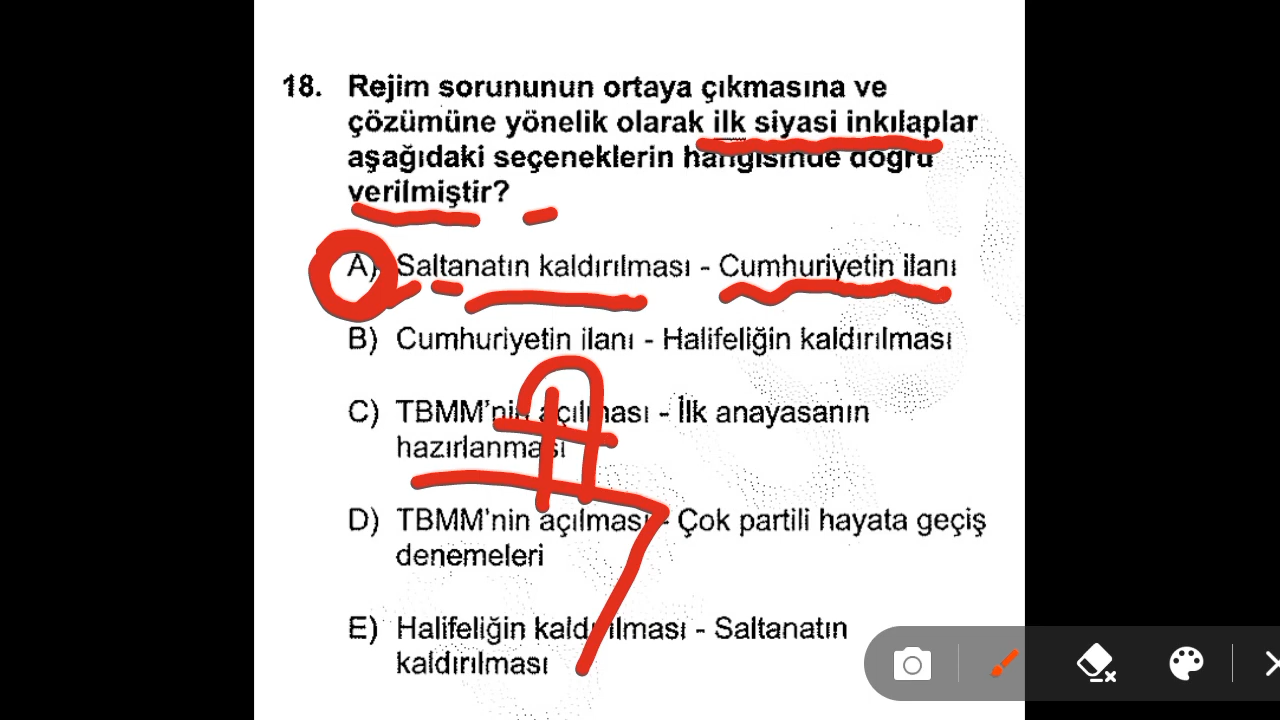 18. Rejim sorununun ortaya çıkmasına ve
çözümüne yönelik olarak ilk siyasi inkılaplar
aşağıdaki seçeneklerin hangisinde doğru
verilmiştir?
A) Saltanatın kaldırılması - Cumhuriyetin ilanı
B) Cumhuriyetin ilanı - Halifeliğin kaldırılması
C) TBMM'nin açılması - İlk anayasanın
hazırlanması
D) TBMM'nin açılması - Çok partili hayata geçiş
denemeleri
E) Halifeliğin kaldırılması - Saltanatın
kaldırılması